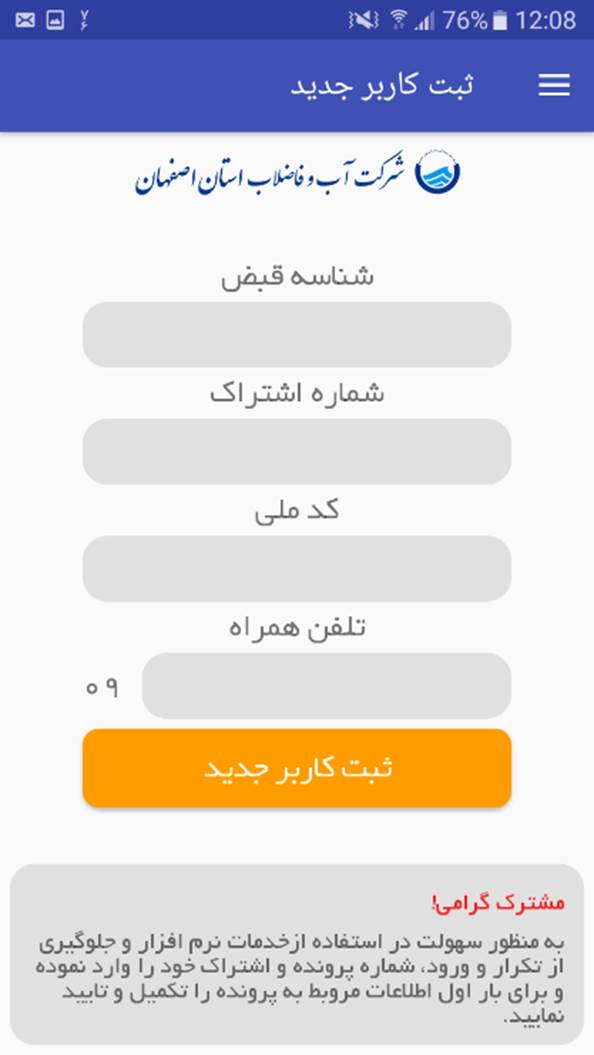 76% 12:08
ثبت کاربر جدید
شرکت آب و فاضلاب استان اصفهان
شناسه قبض
شماره اشتراک
کد ملی
تلفن همراه
۰۹
ثبت کاربر جدید
مشترک گرامی!
به منظور سهولت در استفاده ازخدمات نرم افزار و جلوگیری
از تکرار و ورود، شماره پرونده و اشتراک خود را وارد نموده
و برای بار اول اطلاعات مربوط به پرونده را تکمیل و تایید
نمایید.